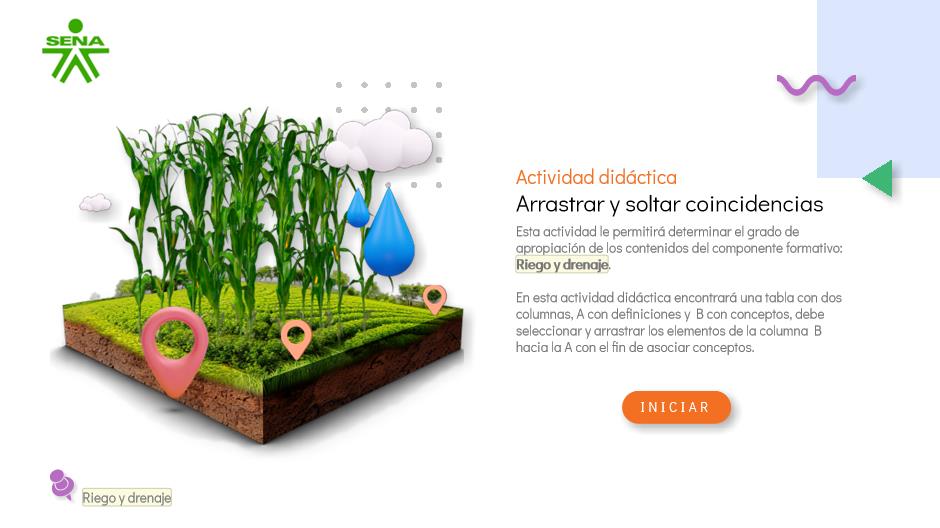 SENA
Actividad didáctica
Arrastrar y soltar coincidencias
Esta actividad le permitirá determinar el grado de
apropiación de los contenidos del componente formativo:
Riego y drenaje.
En esta actividad didáctica encontrará una tabla con dos
columnas, A con definiciones y B con conceptos, debe
seleccionar y arrastrar los elementos de la columna B
hacia la A con el fin de asociar conceptos.
INICIAR
Riego y drenaje